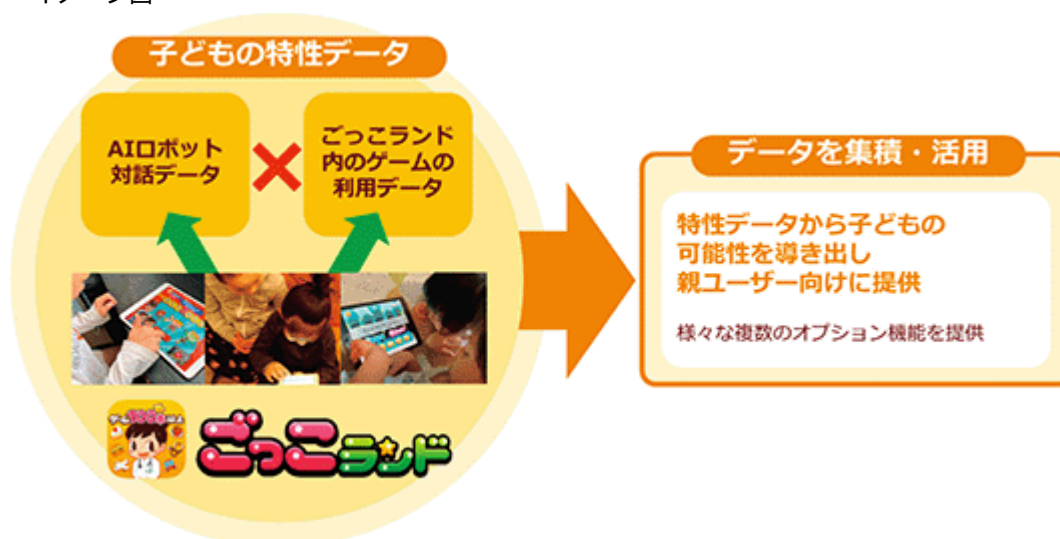 子どもの特性データ
AIロボット
対話データ
ごっこランド
内のゲームの
利用データ
ごっこランド
データを集積・活用
特性データから子どもの
可能性を導き出し
親ユーザー向けに提供
様々な複数のオプション機能を提供